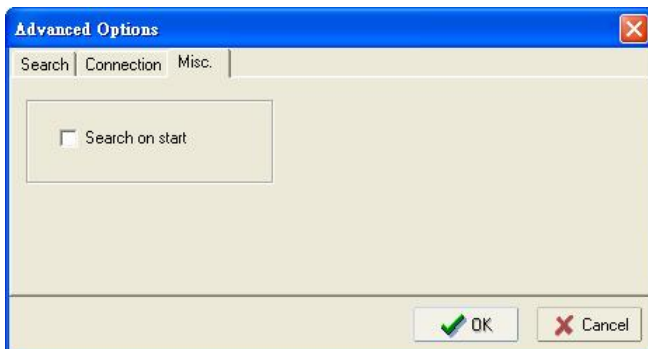 Advanced Options
Search Connection Misc.
Search on start
OK Cancel